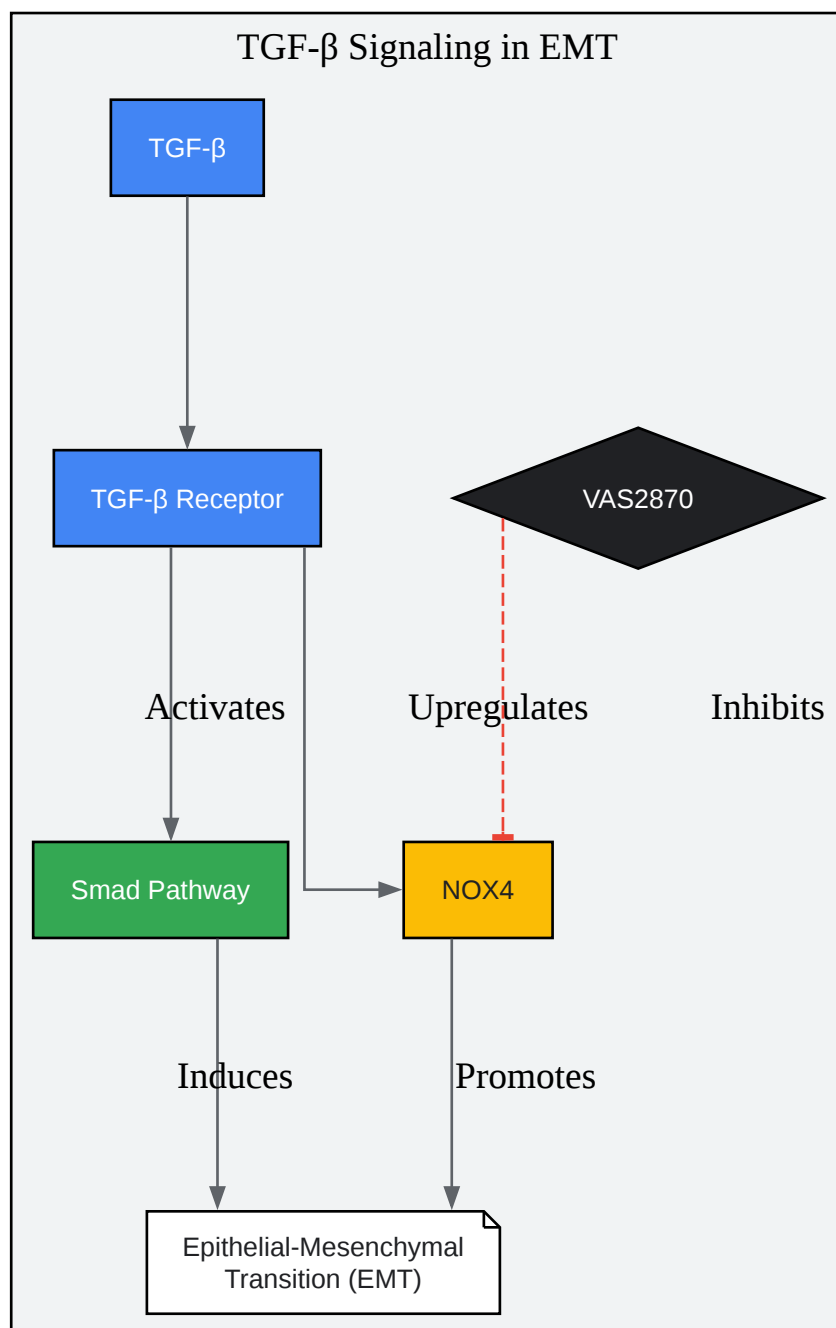 TGF-β Signaling in EMT
TGF-β
TGF-β Receptor
VAS2870
Activates
Upregulates
Inhibits
Smad Pathway
NOX4
Induces
Promotes
Epithelial-Mesenchymal
Transition (EMT)